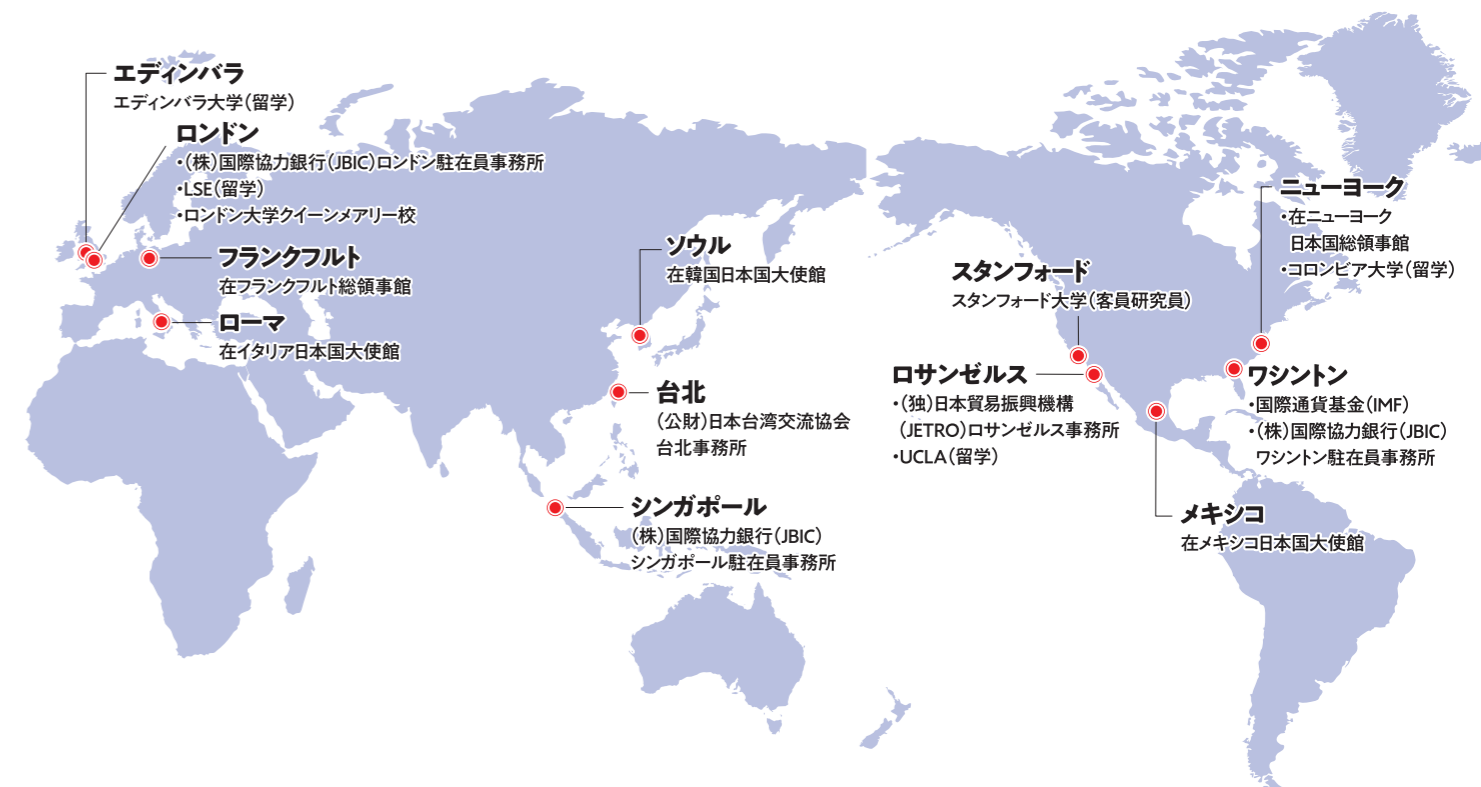 エディンバラ
エディンバラ大学(留学)
ロンドン
・(株)国際協力銀行(JBIC)ロンドン駐在員事務所
・LSE(留学)
・ロンドン大学クイーンメアリー校
フランクフルト
在フランクフルト総領事館
ローマ
在イタリア日本国大使館
ソウル
在韓国日本国大使館
台北
(公財)日本台湾交流協会
台北事務所
シンガポール
(株)国際協力銀行(JBIC)
シンガポール駐在員事務所
スタンフォード
スタンフォード大学(客員研究員)
ロサンゼルス
・(独)日本貿易振興機構
(JETRO)ロサンゼルス事務所
・UCLA(留学)
ニューヨーク
・在ニューヨーク
日本国総領事館
・コロンビア大学(留学)
ワシントン
・国際通貨基金(IMF)
・(株)国際協力銀行(JBIC)
ワシントン駐在員事務所
メキシコ
在メキシコ日本国大使館